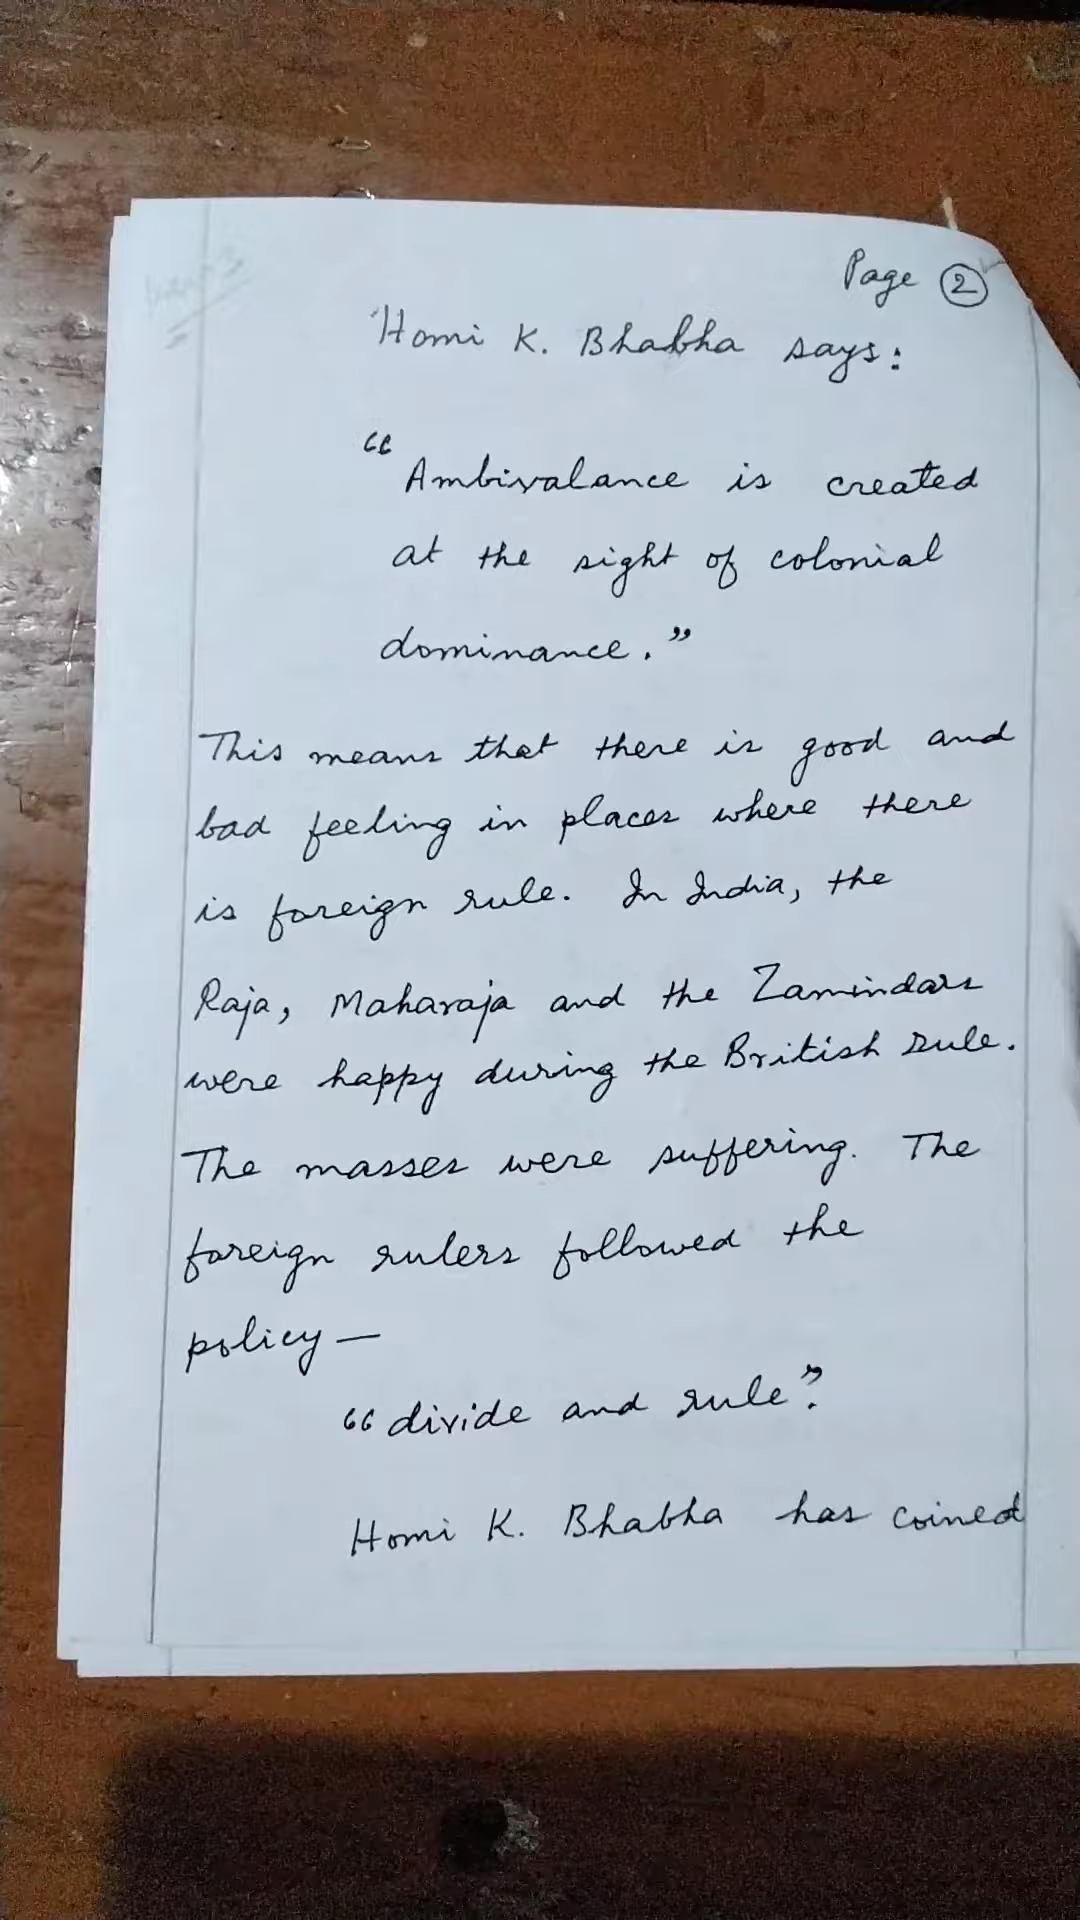 Page 2
Homi K. Bhabha says:
"Ambivalance is created
at the sight of colonial
dominance."
This means that there is good and
bad feeling in places where there
is foreign rule. In India, the
Raja, Maharaja and the Zamindars
were happy during the British rule.
The masses were suffering. The
foreign rulers followed the
policy—
"divide and rule".
Homi K. Bhabha has coined